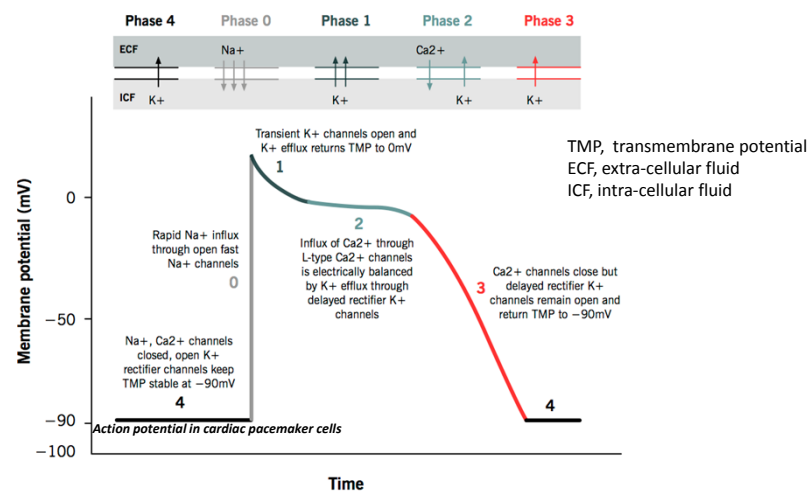 Phase 4 Phase 0 Phase 1 Phase 2 Phase 3
ECF Na+ Ca2+
ICF K+ K+ K+ K+
Transient K+ channels open and
K+ efflux returns TMP to 0mV
1
TMP, transmembrane potential
ECF, extra-cellular fluid
ICF, intra-cellular fluid
Membrane potential (mV)
0
−50
−90
−100
Rapid Na+ influx
through open fast
Na+ channels
0
2
Influx of Ca2+ through
L-type Ca2+ channels
is electrically balanced
by K+ efflux through
delayed rectifier K+
channels
3
Ca2+ channels close but
delayed rectifier K+
channels remain open and
return TMP to −90mV
Na+, Ca2+ channels
closed, open K+
rectifier channels keep
TMP stable at −90mV
4
4
Action potential in cardiac pacemaker cells
Time